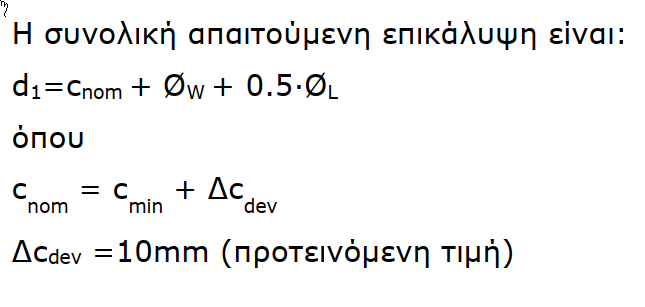 Η συνολική απαιτούμενη επικάλυψη είναι:
d₁=cnom + ØW + 0.5·ØL
όπου
cnom = cmin + Δcdev
Δcdev =10mm (προτεινόμενη τιμή)